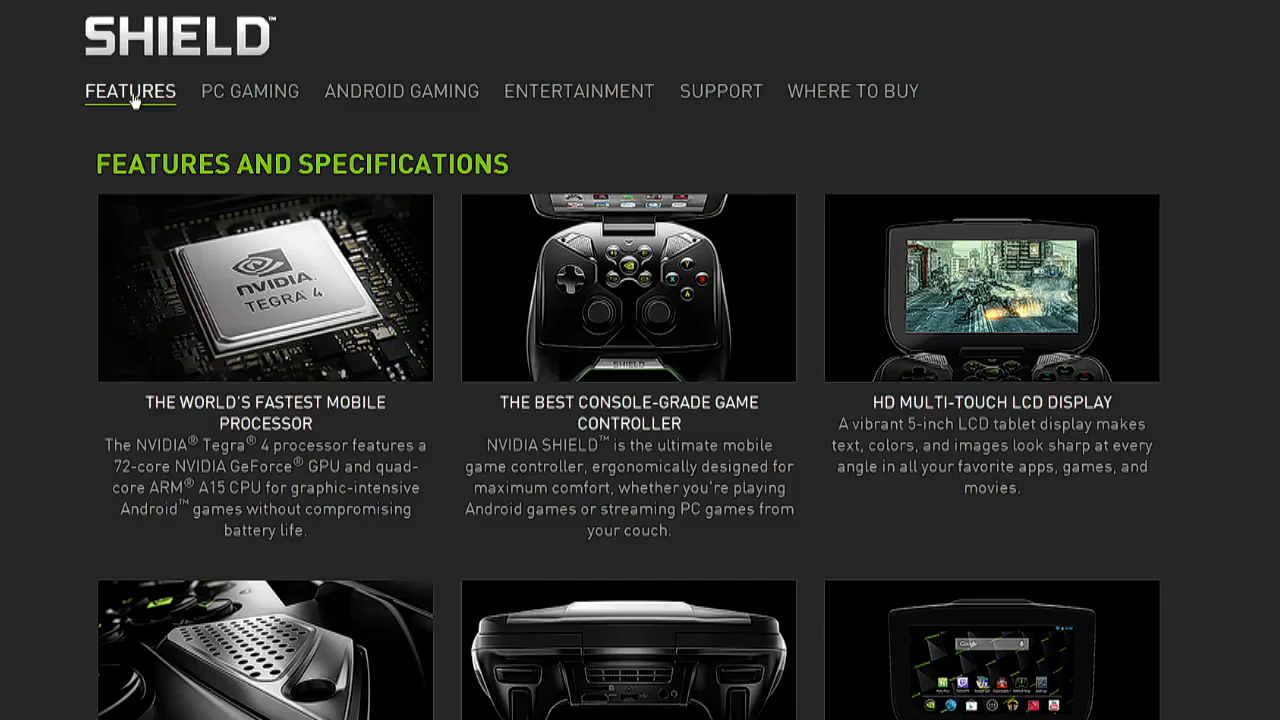 SHIELD™
FEATURES PC GAMING ANDROID GAMING ENTERTAINMENT SUPPORT WHERE TO BUY
FEATURES AND SPECIFICATIONS
NVIDIA.
TEGRA 4
Y
X
B
A
SHIELD
THE WORLD'S FASTEST MOBILE
PROCESSOR
The NVIDIA® Tegra® 4 processor features a
72-core NVIDIA GeForce® GPU and quad-
core ARM® A15 CPU for graphic-intensive
Android™ games without compromising
battery life.
THE BEST CONSOLE-GRADE GAME
CONTROLLER
NVIDIA SHIELD™ is the ultimate mobile
game controller, ergonomically designed for
maximum comfort, whether you're playing
Android games or streaming PC games from
your couch.
HD MULTI-TOUCH LCD DISPLAY
A vibrant 5-inch LCD tablet display makes
text, colors, and images look sharp at every
angle in all your favorite apps, games, and
movies.
Google